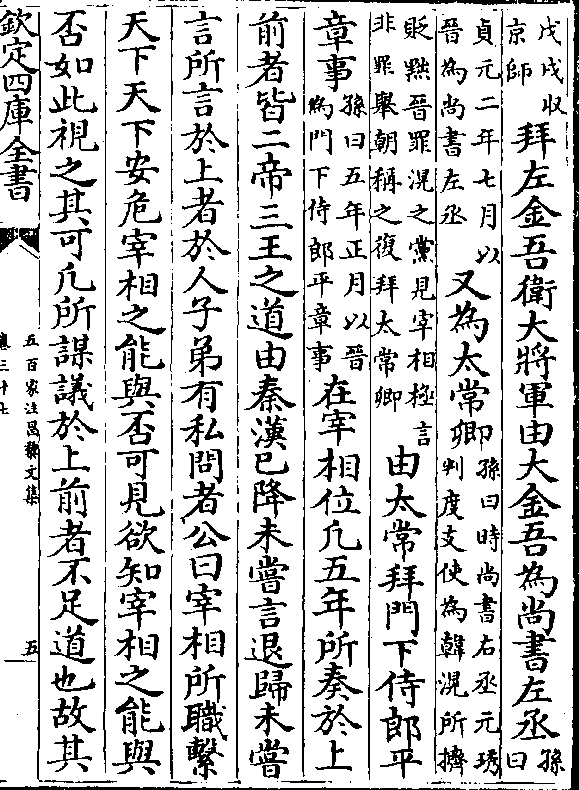 戊戌収
京師
拜左金吾衛大將軍由大金吾為尚書左丞
孫曰
貞元二年七月以
晉為尚書左丞
又為太常卿
孫曰時尚書右丞元琇
判度支使為韓滉所擠
貶黜晉罪滉之黨見宰相極言
非罪舉朝稱之復拜太常卿
由太常拜門下侍郎平
章事
孫曰五年正月以晉
為門下侍郎平章事
在宰相位凡五年所奏於上
前者皆二帝三王之道由秦漢已降未嘗言退歸未嘗
言所言於上者於人子弟有私問者公曰宰相所職繫
天下天下安危宰相之能與否可見欲知宰相之能與
否如此視之其可凡所謀議於上前者不足道也故其
欽定四庫全書
五百家注昌黎文集
卷三十七
五